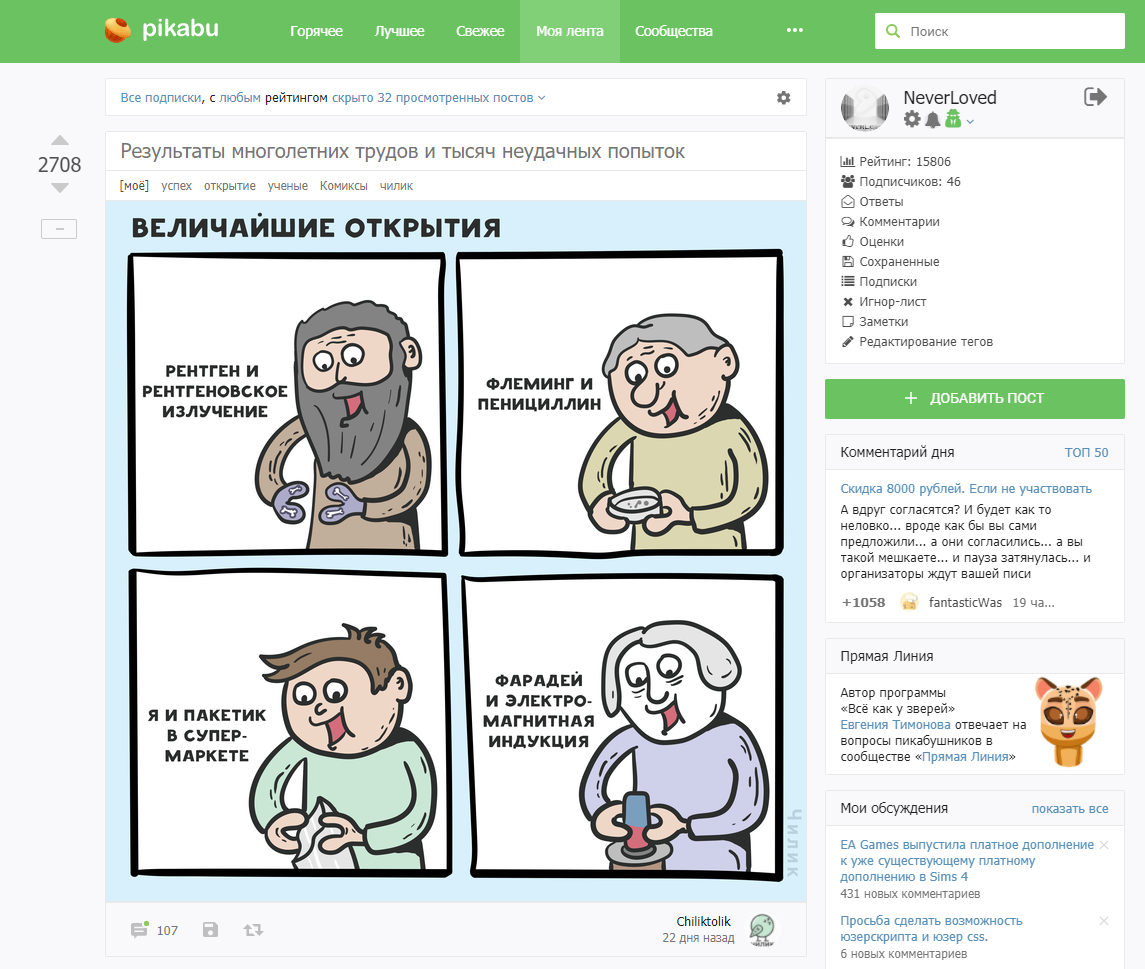 pikabu
Горячее
Лучшее
Свежее
Моя лента
Сообщества
Поиск
Все подписки, с любым рейтингом скрыто 32 просмотренных постов
2708
Результаты многолетних трудов и тысяч неудачных попыток
[моё] успех открытие ученые Комиксы чилик
ВЕЛИЧАЙШИЕ ОТКРЫТИЯ
РЕНТГЕН И
РЕНТГЕНОВСКОЕ
ИЗЛУЧЕНИЕ
ФЛЕМИНГ И
ПЕНИЦИЛЛИН
Я И ПАКЕТИК
В СУПЕР-
МАРКЕТЕ
ФАРАДЕЙ
И ЭЛЕКТРО-
МАГНИТНАЯ
ИНДУКЦИЯ
Чилик
107
Chiliktolik
22 дня назад
NeverLoved
Рейтинг: 15806
Подписчиков: 46
Ответы
Комментарии
Оценки
Сохраненные
Подписки
Игнор-лист
Заметки
Редактирование тегов
+ ДОБАВИТЬ ПОСТ
Комментарий дня ТОП 50
Скидка 8000 рублей. Если не участвовать
А вдруг согласятся? И будет как то
неловко... вроде как бы вы сами
предложили... а они согласились... а вы
такой мешкаете... и пауза затянулась... и
организаторы ждут вашей писи
+1058 fantasticWas 19 ча...
Прямая Линия
Автор программы
«Всё как у зверей»
Евгения Тимонова отвечает на
вопросы пикабушников в
сообществе «Прямая Линия»
Мои обсуждения показать все
EA Games выпустила платное дополнение
к уже существующему платному
дополнению в Sims 4
431 новых комментариев
Просьба сделать возможность
юзерскрипта и юзер css.
6 новых комментариев